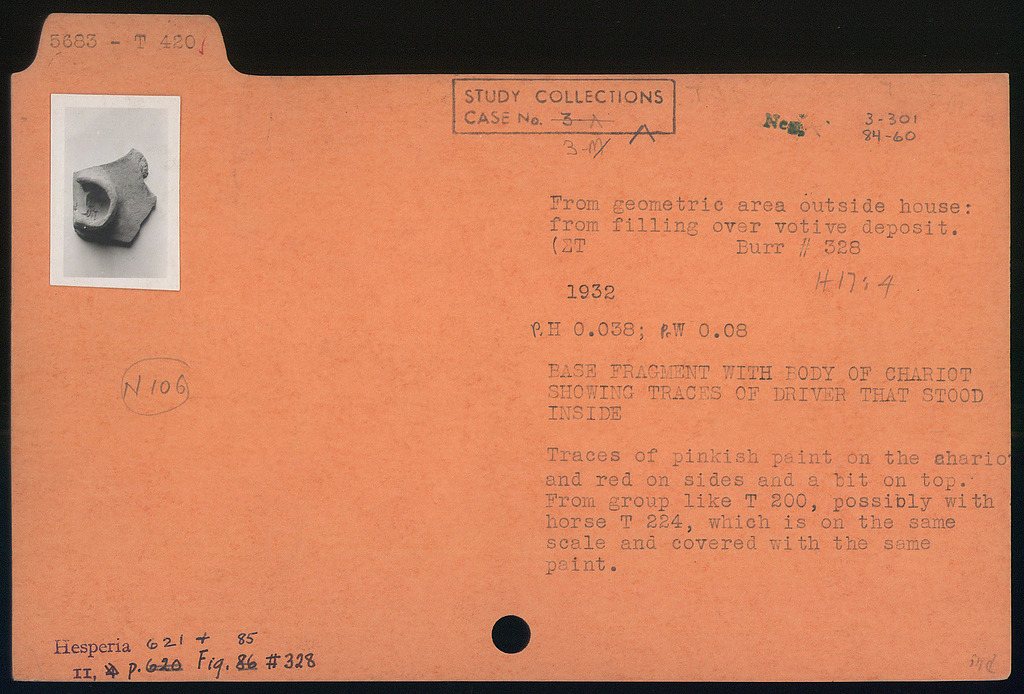 5683 - T 420
STUDY COLLECTIONS
CASE No. 3-A A
3-M
Neg.
3-301
84-60
From geometric area outside house:
from filling over votive deposit.
(ΣΤ Burr # 328
H17:4
1932
P.H 0.038; P.W 0.08
N 106
BASE FRAGMENT WITH BODY OF CHARIOT
SHOWING TRACES OF DRIVER THAT STOOD
INSIDE
Traces of pinkish paint on the chario
and red on sides and a bit on top.
From group like T 200, possibly with
horse T 224, which is on the same
scale and covered with the same
paint.
Hesperia 621 + 85
II, 4 p. 620 Fig. 86 #328